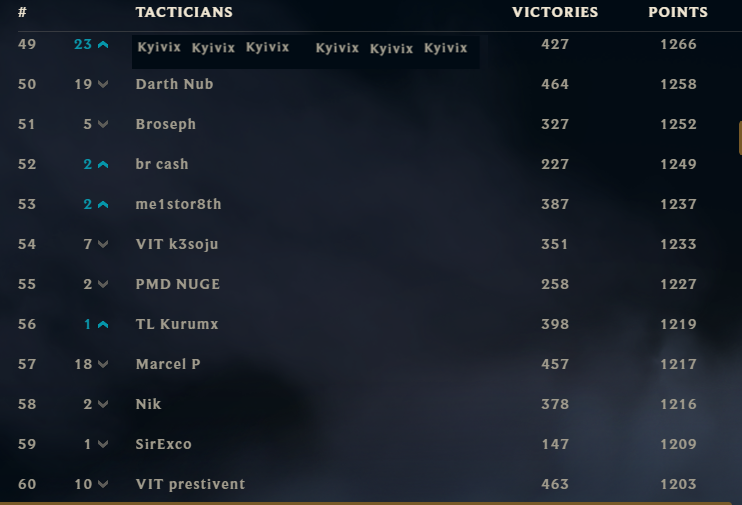 # TACTICIANS VICTORIES POINTS
49 23 Kyivix Kyivix Kyivix Kyivix Kyivix Kyivix 427 1266
50 19 Darth Nub 464 1258
51 5 Broseph 327 1252
52 2 br cash 227 1249
53 2 me1stor8th 387 1237
54 7 VIT k3soju 351 1233
55 2 PMD NUGE 258 1227
56 1 TL Kurumx 398 1219
57 18 Marcel P 457 1217
58 2 Nik 378 1216
59 1 SirExco 147 1209
60 10 VIT prestivent 463 1203